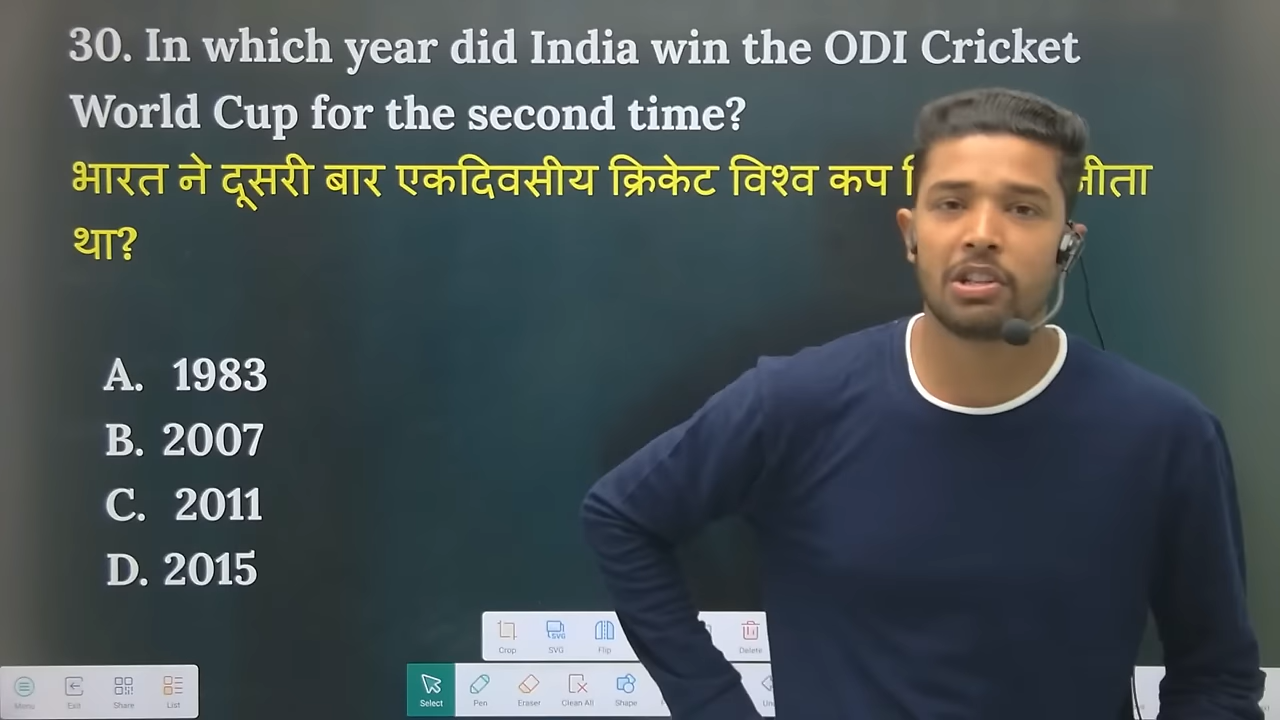 30. In which year did India win the ODI Cricket
World Cup for the second time?
भारत ने दूसरी बार एकदिवसीय क्रिकेट विश्व कप
था?
A. 1983
B. 2007
C. 2011
D. 2015
Crop SVG Flip Delete
Menu Exit Share List Select Pen Eraser Clean All Shape